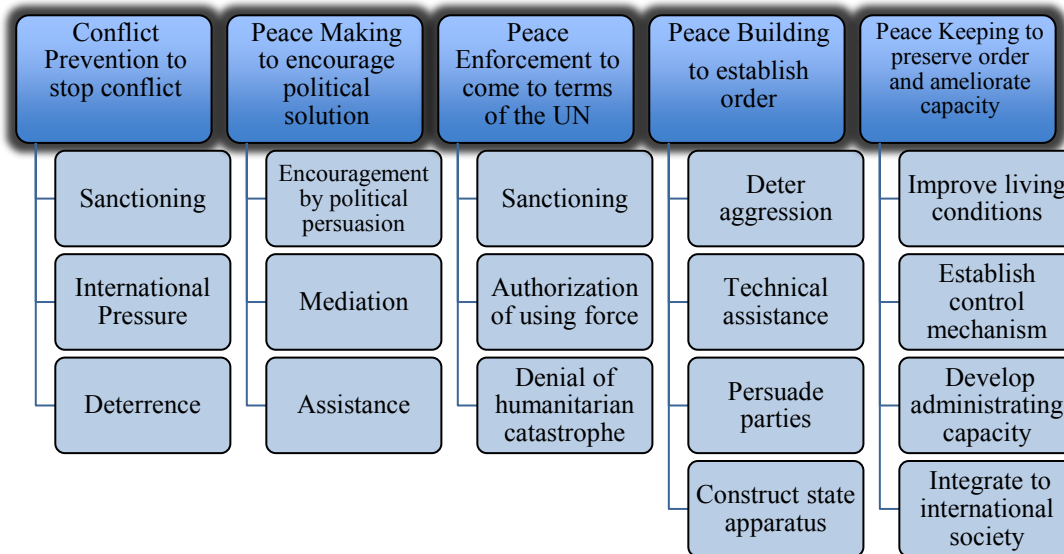 Conflict
Prevention to
stop conflict
Sanctioning
International
Pressure
Deterrence
Peace Making
to encourage
political
solution
Encouragement
by political
persuasion
Mediation
Assistance
Peace
Enforcement to
come to terms
of the UN
Sanctioning
Authorization
of using force
Denial of
humanitarian
catastrophe
Peace Building
to establish
order
Deter
aggression
Technical
assistance
Persuade
parties
Construct state
apparatus
Peace Keeping to
preserve order
and ameliorate
capacity
Improve living
conditions
Establish
control
mechanism
Develop
administrating
capacity
Integrate to
international
society